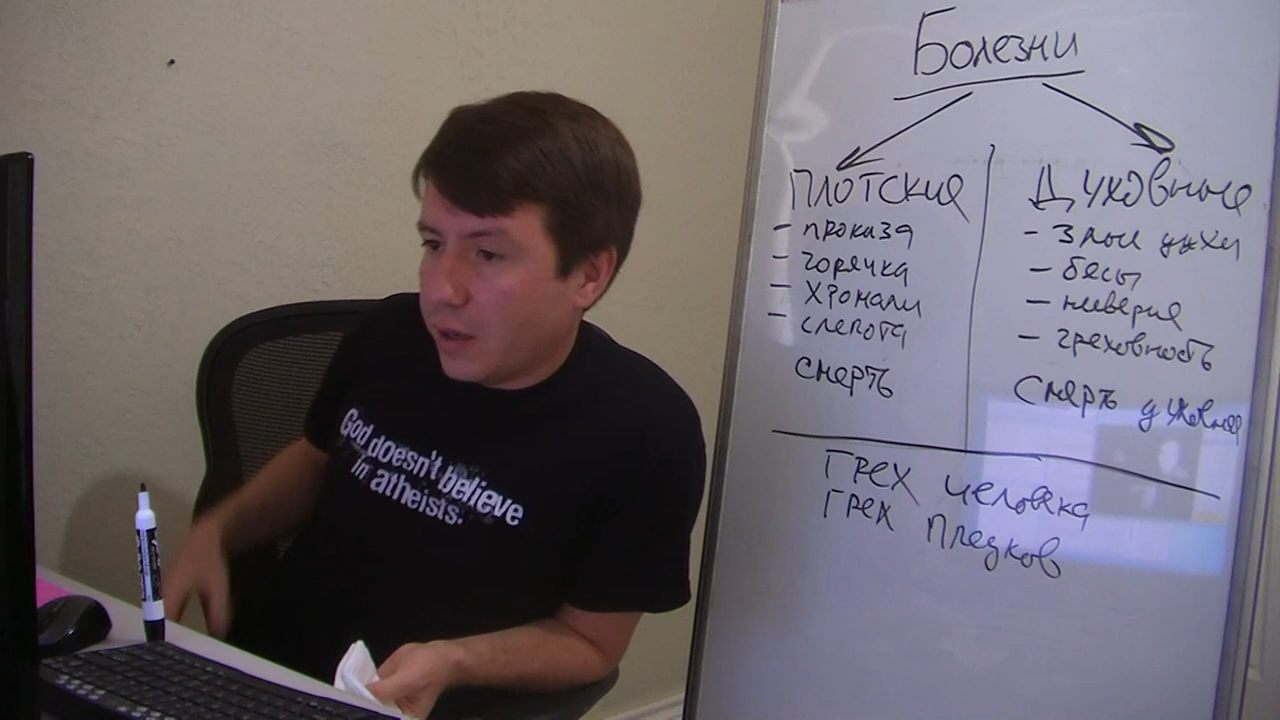 Болезни
Плотские
- проказа
- горячка
- хромали
- слепота
смерть
Духовные
- злые духи
- бесы
- неверие
- греховность
Смерть духовная
Грех человека
Грех предков
God doesn't believe
in atheists.